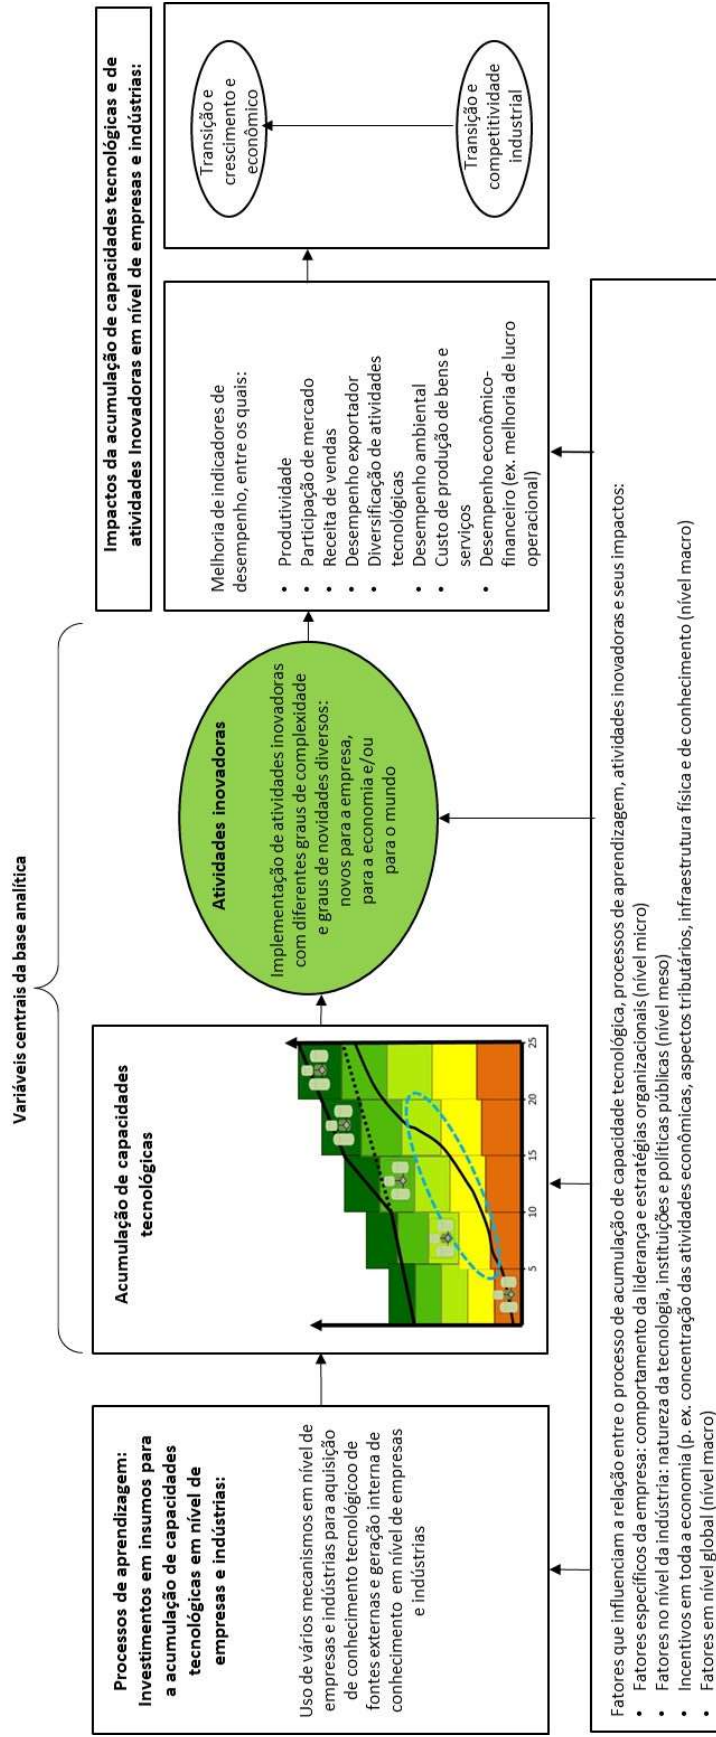 Variáveis centrais da base analítica
Processos de aprendizagem:
Investimentos em insumos para
a acumulação de capacidades
tecnológicas em nível de
empresas e indústrias:
Uso de vários mecanismos em nível de
empresas e indústrias para aquisição
de conhecimento tecnológicoo de
fontes externas e geração interna de
conhecimento em nível de empresas
e indústrias
Acumulação de capacidades
tecnológicas
5
10
15
20
25
Atividades inovadoras
Implementação de atividades inovadoras
com diferentes graus de complexidade
e graus de novidades diversos:
novos para a empresa,
para a economia e/ou
para o mundo
Impactos da acumulação de capacidades tecnológicas e de
atividades Inovadoras em nível de empresas e indústrias:
Melhoria de indicadores de
desempenho, entre os quais:
• Produtividade
• Participação de mercado
• Receita de vendas
• Desempenho exportador
• Diversificação de atividades
tecnológicas
• Desempenho ambiental
• Custo de produção de bens e
serviços
• Desempenho econômico-
financeiro (ex. melhoria de lucro
operacional)
Transição e
crescimento e
econômico
Transição e
competitividade
industrial
Fatores que influenciam a relação entre o processo de acumulação de capacidade tecnológica, processos de aprendizagem, atividades inovadoras e seus impactos:
• Fatores específicos da empresa: comportamento da liderança e estratégias organizacionais (nível micro)
• Fatores no nível da indústria: natureza da tecnologia, instituições e políticas públicas (nível meso)
• Incentivos em toda a economia (p. ex. concentração das atividades econômicas, aspectos tributários, infraestrutura física e de conhecimento (nível macro)
• Fatores em nível global (nível macro)